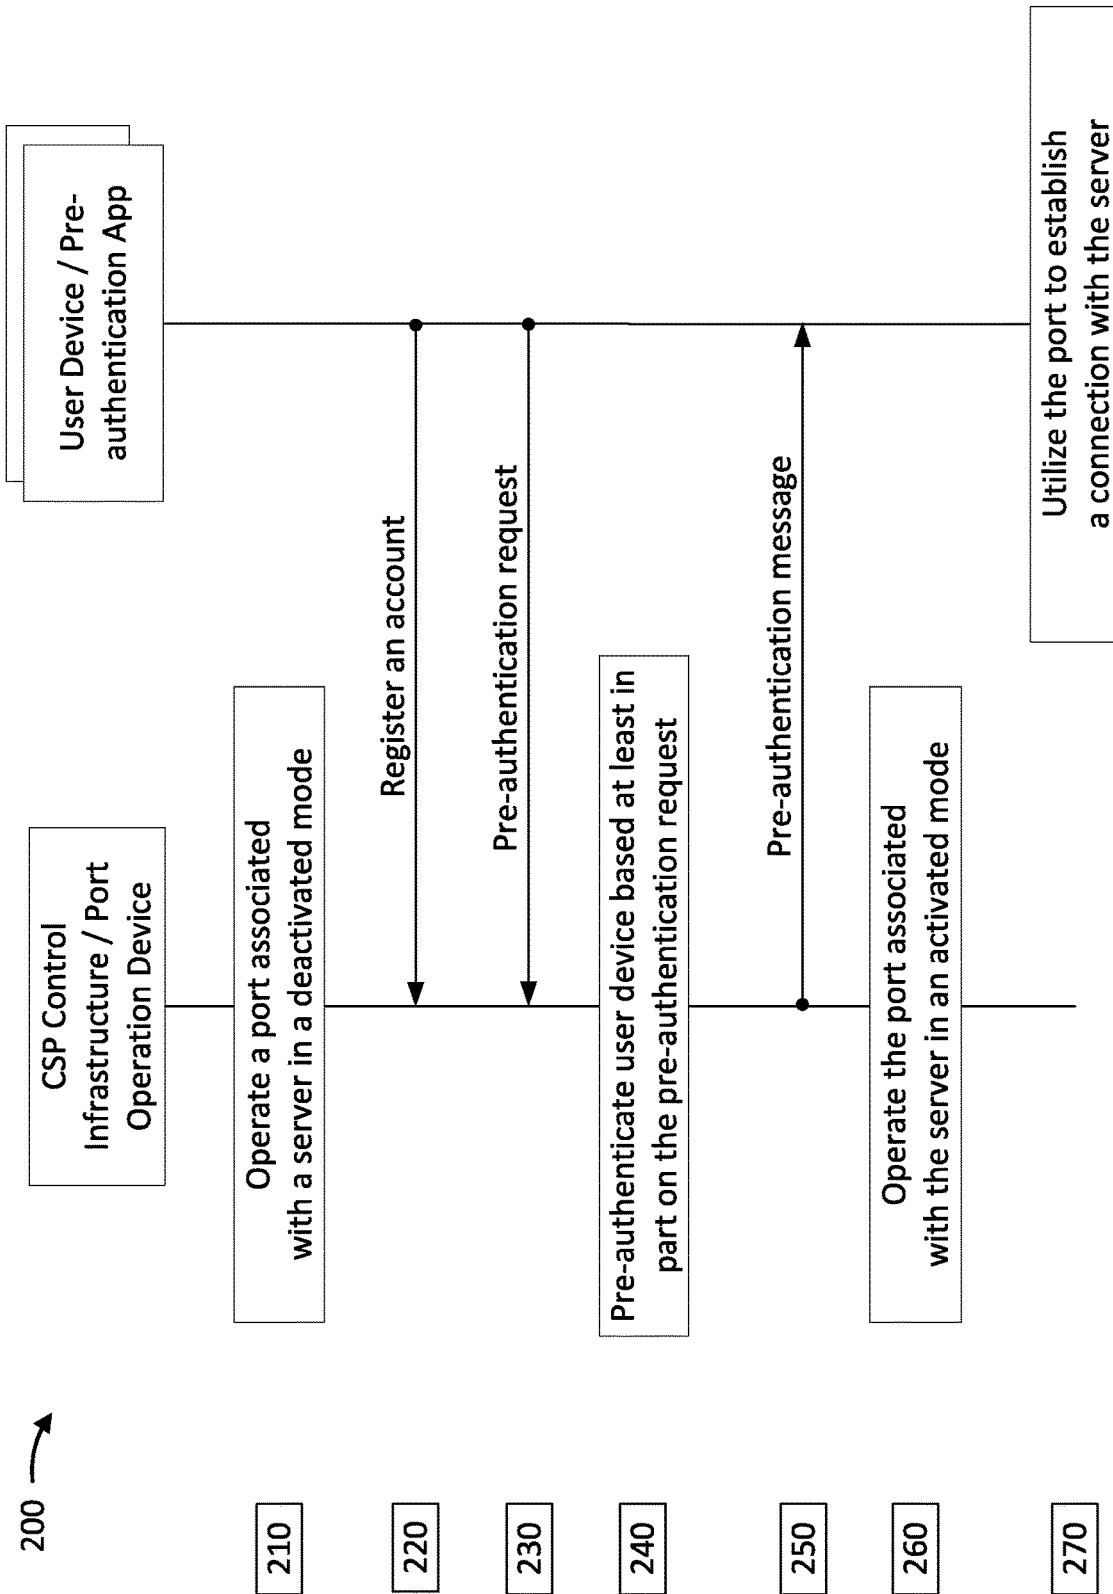 200
CSP Control
Infrastructure / Port
Operation Device
User Device / Pre-
authentication App
210
Operate a port associated
with a server in a deactivated mode
220
Register an account
230
Pre-authentication request
240
Pre-authenticate user device based at least in
part on the pre-authentication request
250
Pre-authentication message
260
Operate the port associated
with the server in an activated mode
270
Utilize the port to establish
a connection with the server